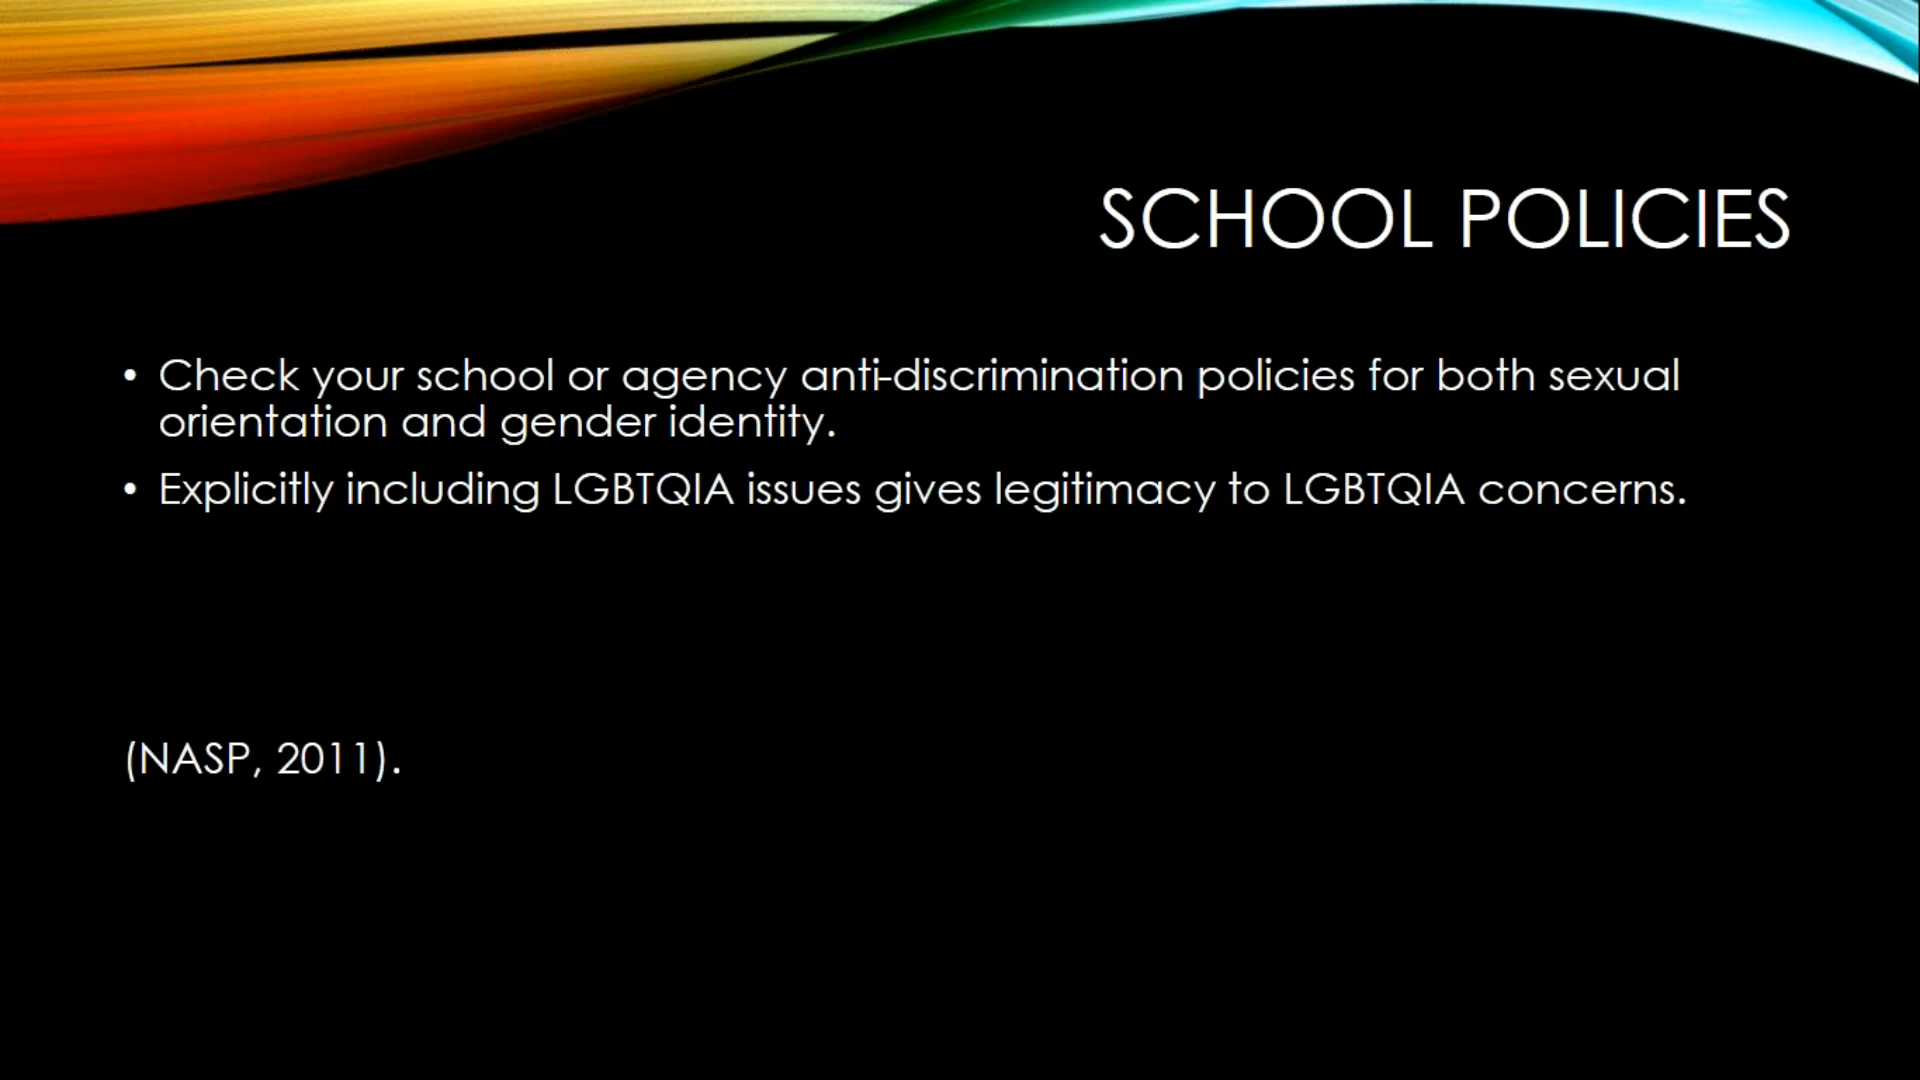 SCHOOL POLICIES
• Check your school or agency anti-discrimination policies for both sexual
orientation and gender identity.
• Explicitly including LGBTQIA issues gives legitimacy to LGBTQIA concerns.
(NASP, 2011).